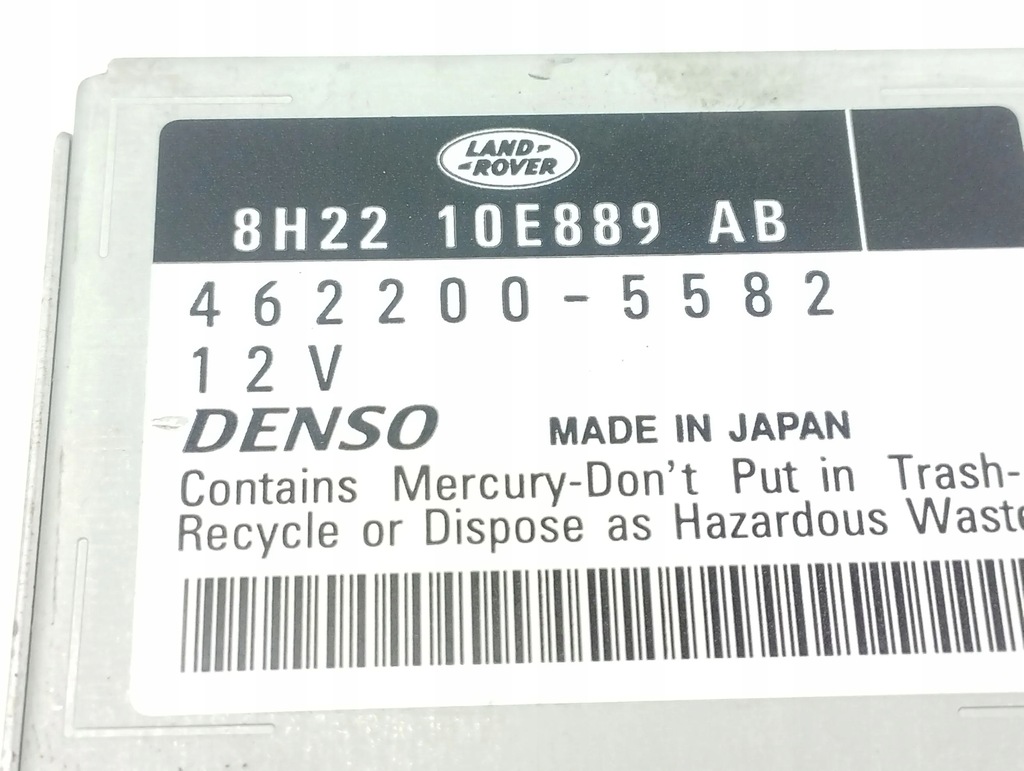 LAND-
-ROVER
8H22 10E889 AB
462200-5582
12V
DENSO MADE IN JAPAN
Contains Mercury-Don't Put in Trash-
Recycle or Dispose as Hazardous Waste